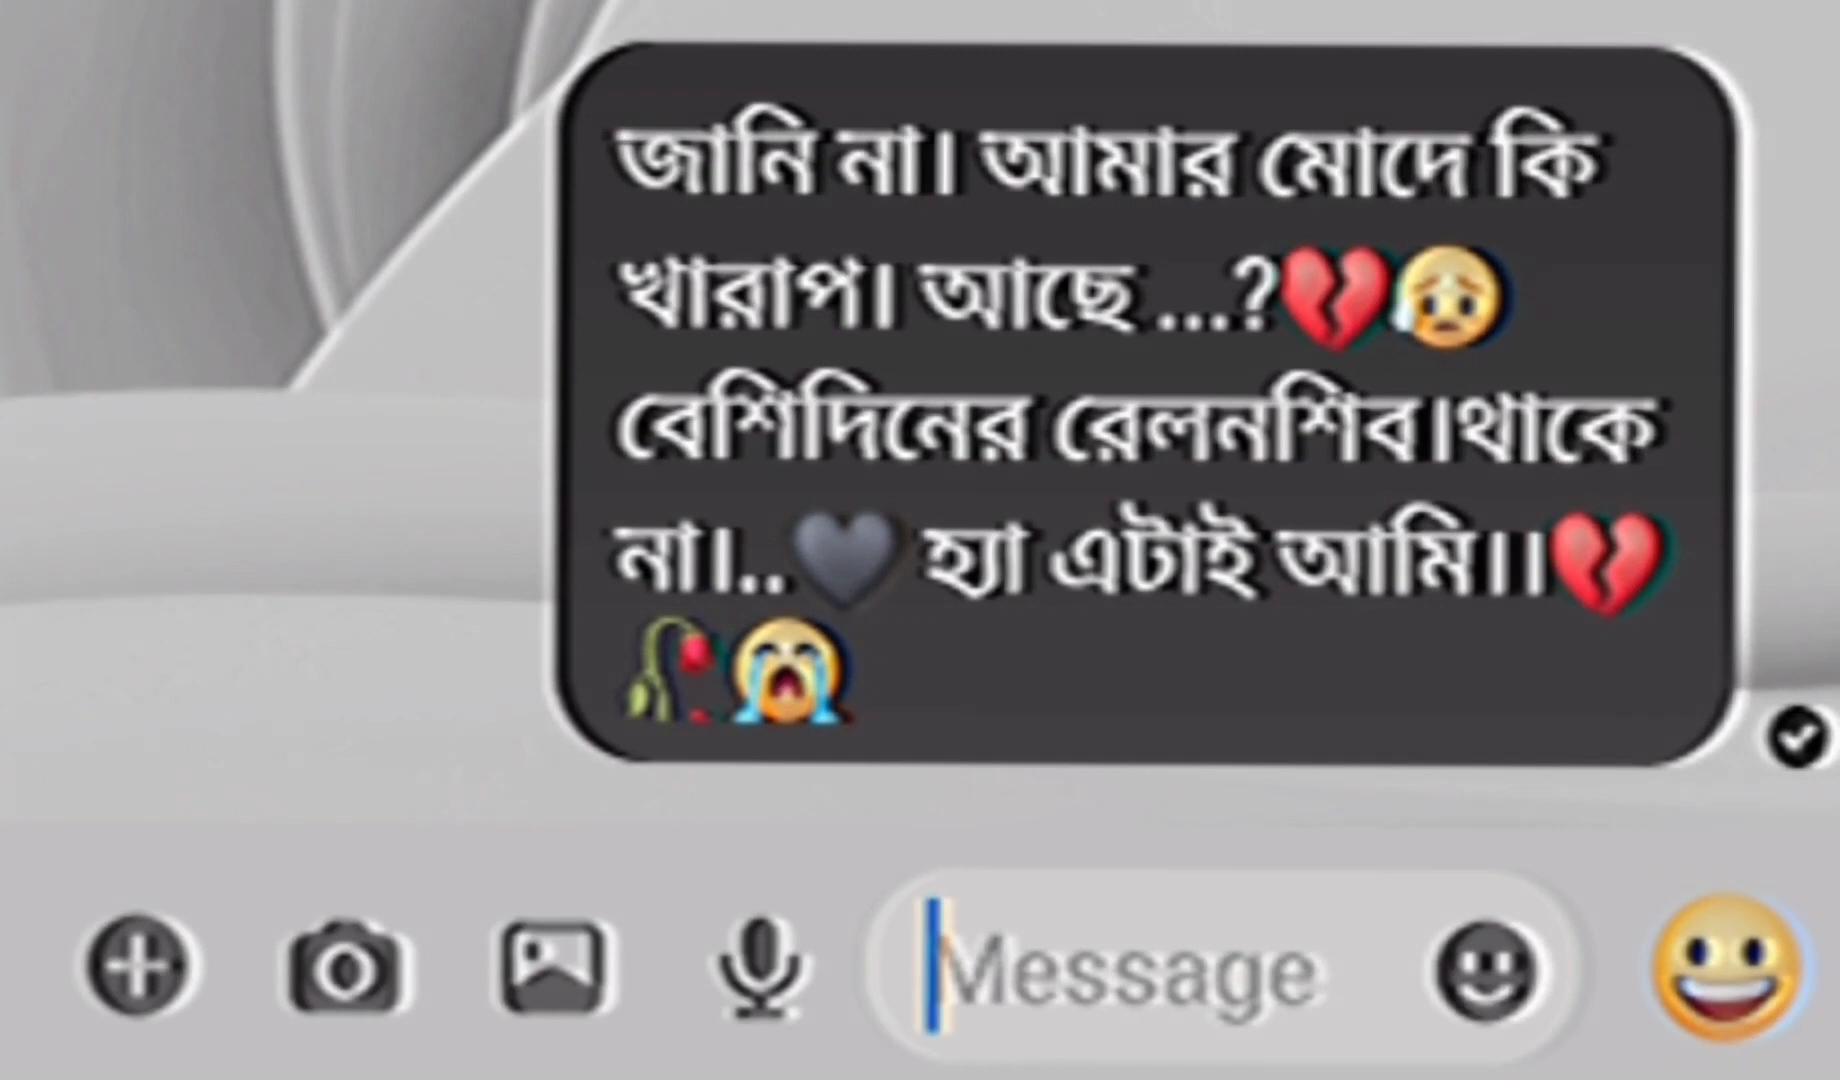 জানি না। আমার মোদে কি
খারাপ। আছে ...?💔😰
বেশিদিনের রেলনশিব।থাকে
না।..🖤 হ্যা এটাই আমি।।💔
🥀😭
Message